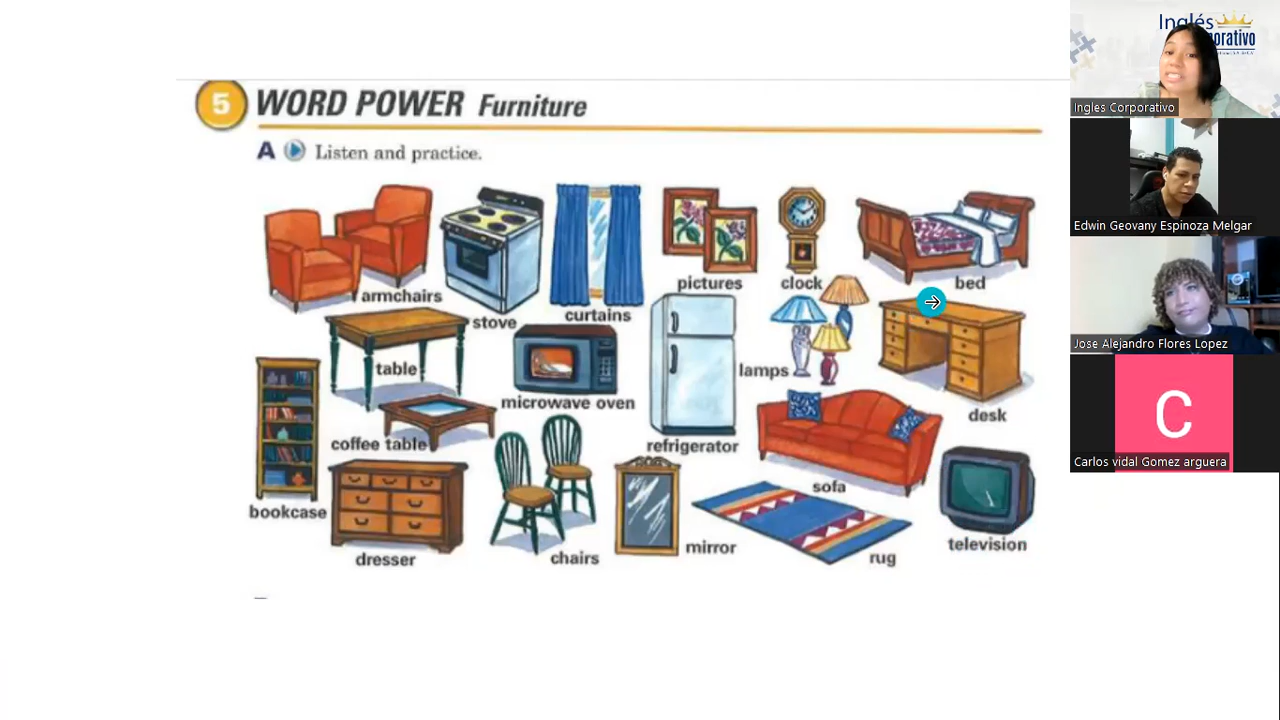 5 WORD POWER Furniture
A Listen and practice.
armchairs
stove
curtains
pictures
clock
bed
table
microwave oven
lamps
desk
coffee table
refrigerator
sofa
bookcase
dresser
chairs
mirror
rug
television
Inglés
porativo
Ingles Corporativo
Edwin Geovany Espinoza Melgar
Jose Alejandro Flores Lopez
C
Carlos vidal Gomez arguera